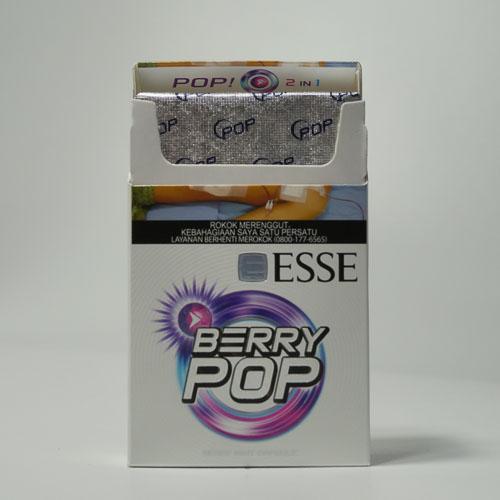 POP! 2 IN 1
POP POP POP
ROKOK MERENGGUT
KEBAHAGIAAN SAYA SATU PERSATU
LAYANAN BERHENTI MEROKOK (0800-177-6565)
ESSE
BERRY
POP